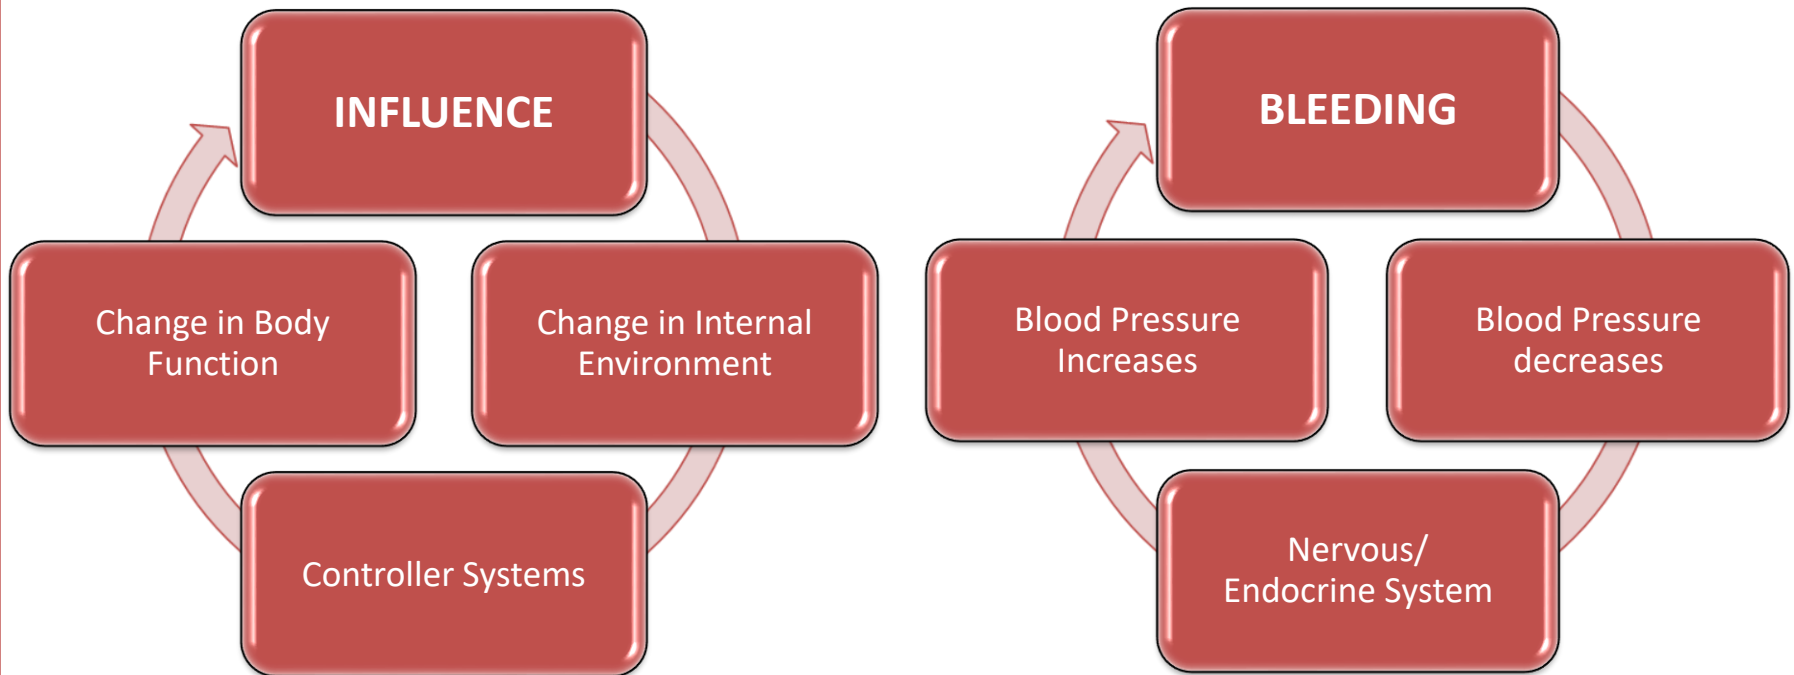 INFLUENCE
Change in Body
Function
Change in Internal
Environment
Controller Systems
BLEEDING
Blood Pressure
Increases
Blood Pressure
decreases
Nervous/
Endocrine System